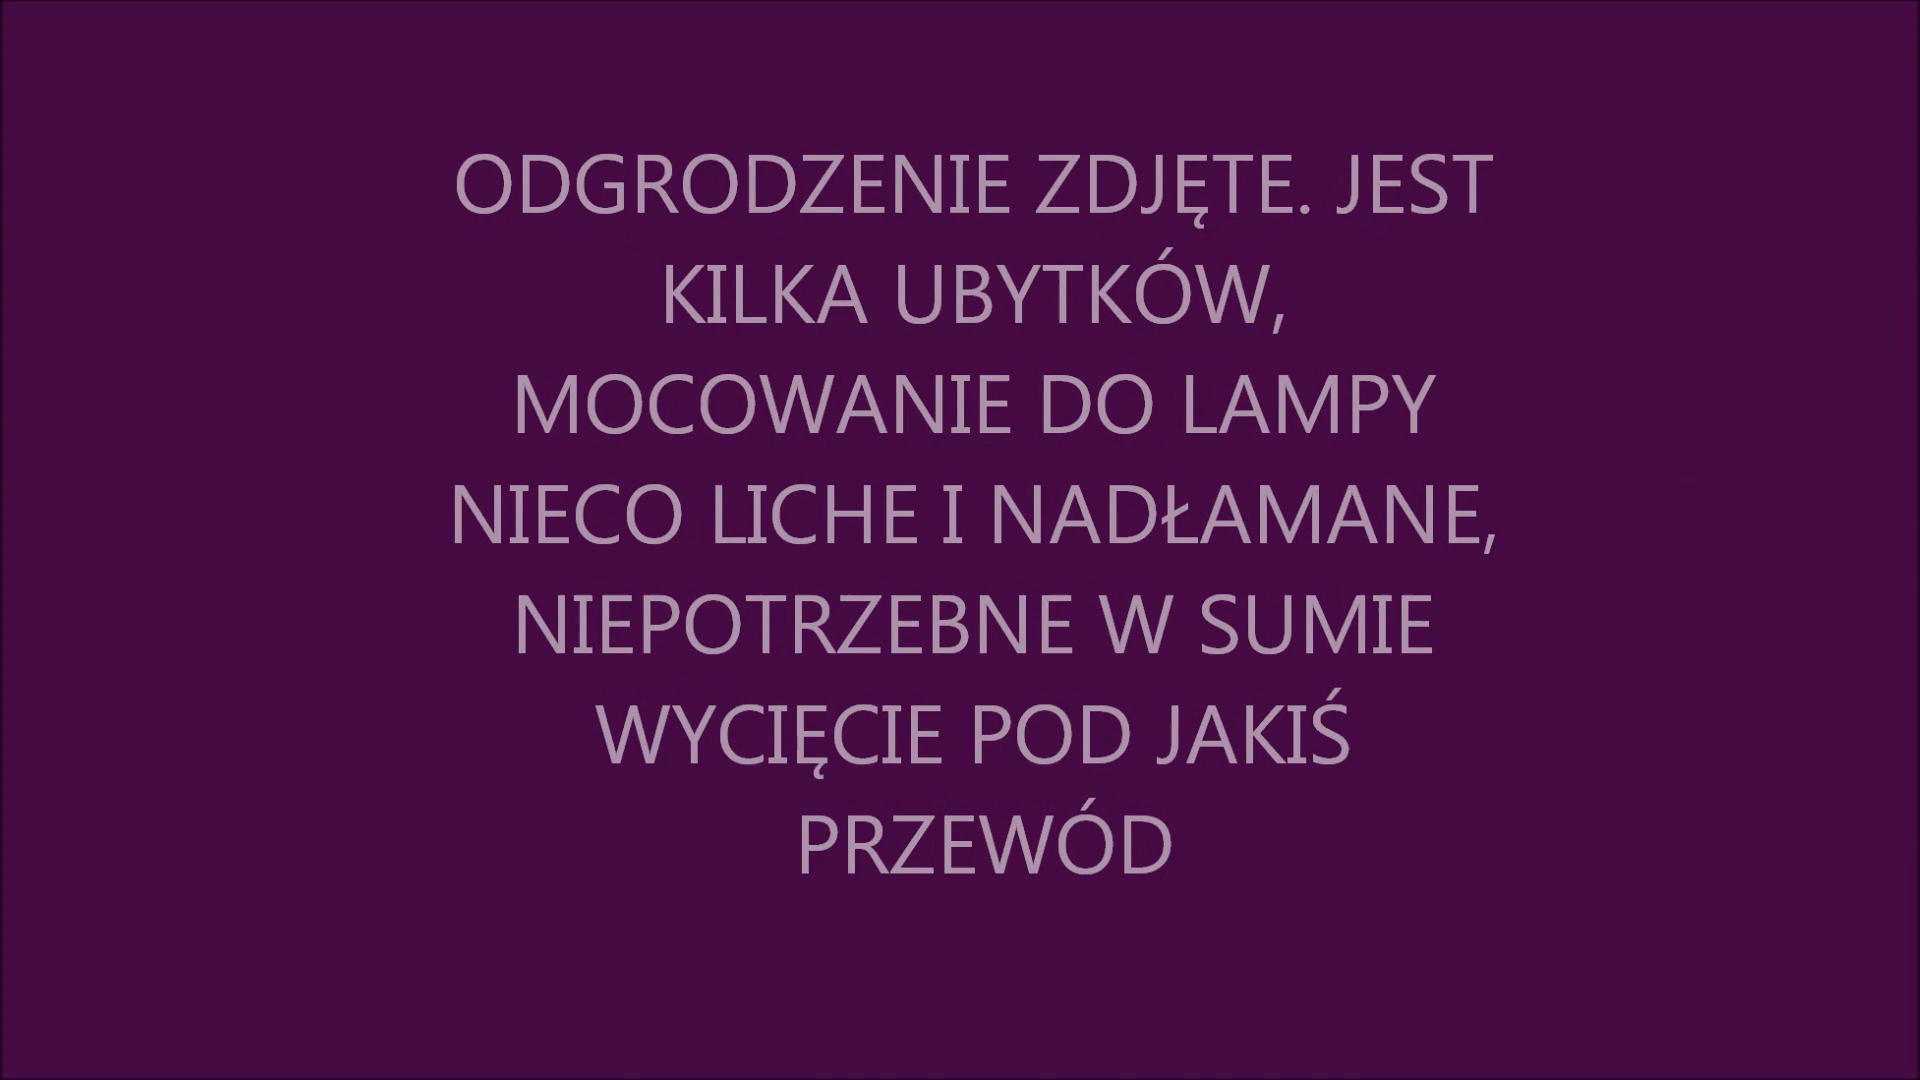 ODGRODZENIE ZDJĘTE. JEST
KILKA UBYTKÓW,
MOCOWANIE DO LAMPY
NIECO LICHE I NADŁAMANE,
NIEPOTRZEBNE W SUMIE
WYCIĘCIE POD JAKIŚ
PRZEWÓD